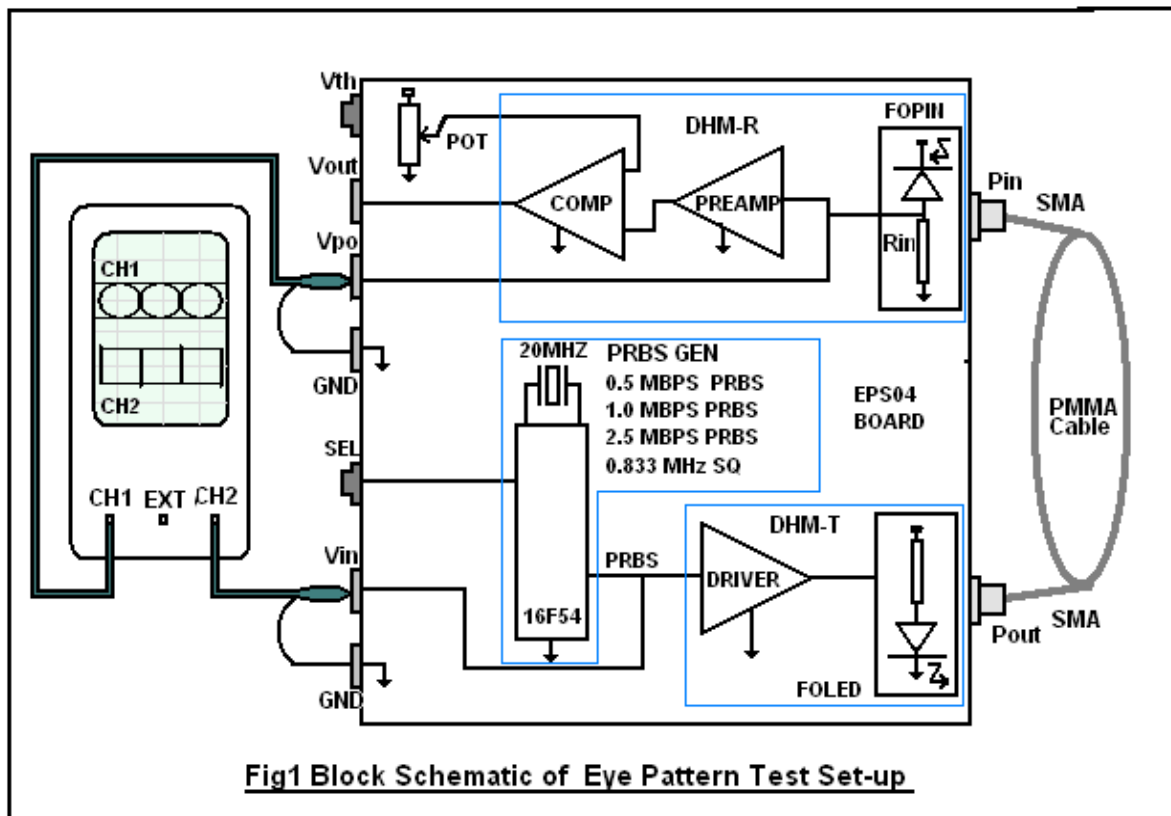 Vth
POT
DHM-R
FOPIN
Vout
COMP
PREAMP
Pin
SMA
Vpo
Rin
CH1
CH2
GND
20MHZ
PRBS GEN
0.5 MBPS PRBS
1.0 MBPS PRBS
2.5 MBPS PRBS
0.833 MHz SQ
EPS04
BOARD
PMMA
Cable
SEL
CH1
EXT
CH2
Vin
PRBS
DHM-T
DRIVER
16F54
FOLED
Pout
SMA
GND
Fig1 Block Schematic of Eye Pattern Test Set-up